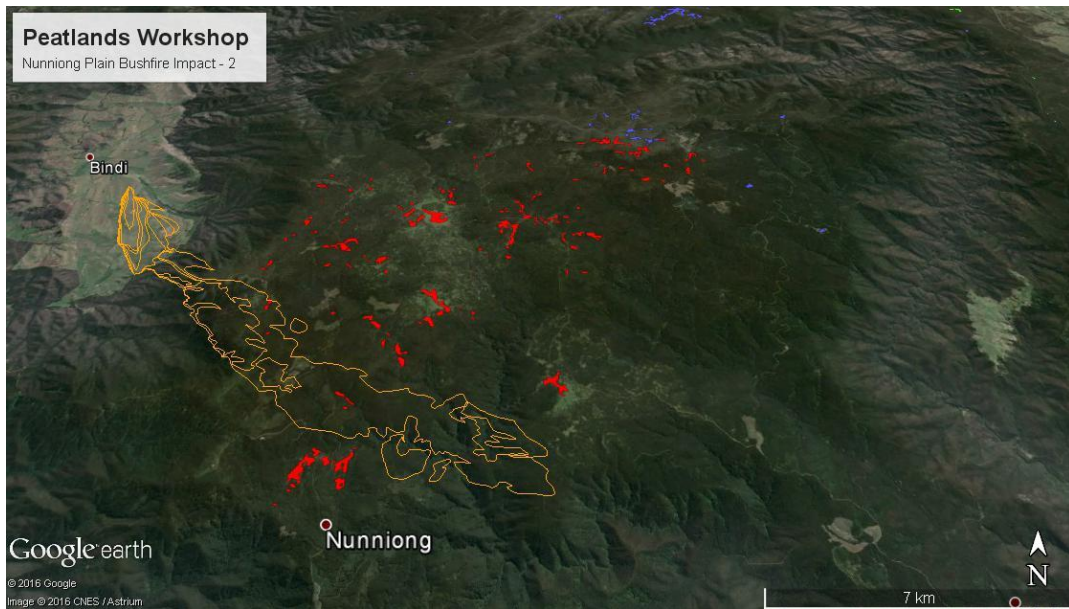 Peatlands Workshop
Nunniong Plain Bushfire Impact - 2
Bindi
Nunniong
Google earth
© 2016 Google
Image © 2016 CNES / Astrium
N
7 km